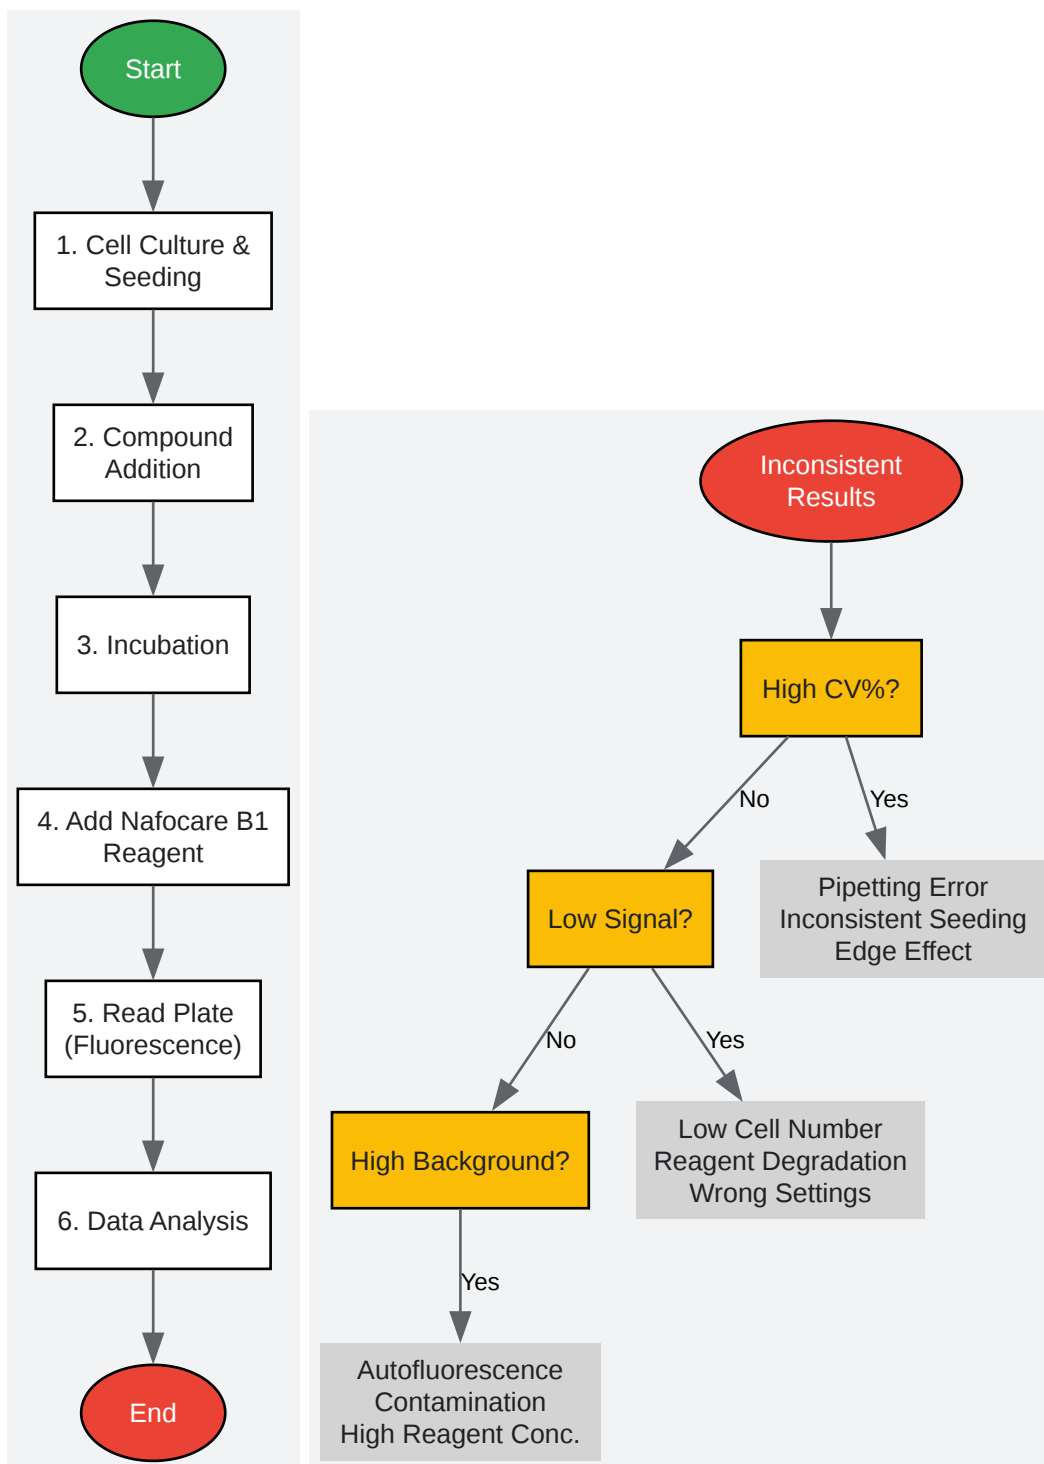 Start
1. Cell Culture &
Seeding
2. Compound
Addition
3. Incubation
4. Add Nafocare B1
Reagent
5. Read Plate
(Fluorescence)
6. Data Analysis
End
Inconsistent
Results
High CV%?
No
Yes
Pipetting Error
Inconsistent Seeding
Edge Effect
Low Signal?
No
Yes
Low Cell Number
Reagent Degradation
Wrong Settings
High Background?
Yes
Autofluorescence
Contamination
High Reagent Conc.